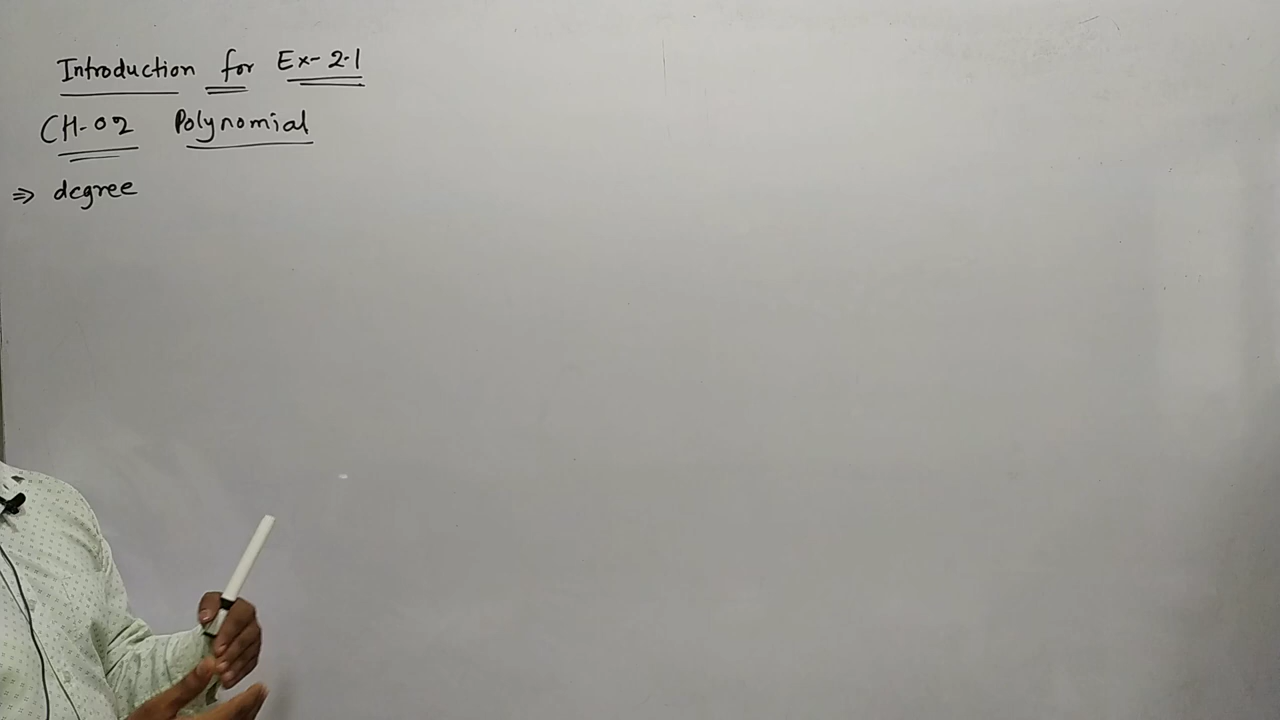 Introduction for Ex-2.1
CH-02 Polynomial
⇒ degree